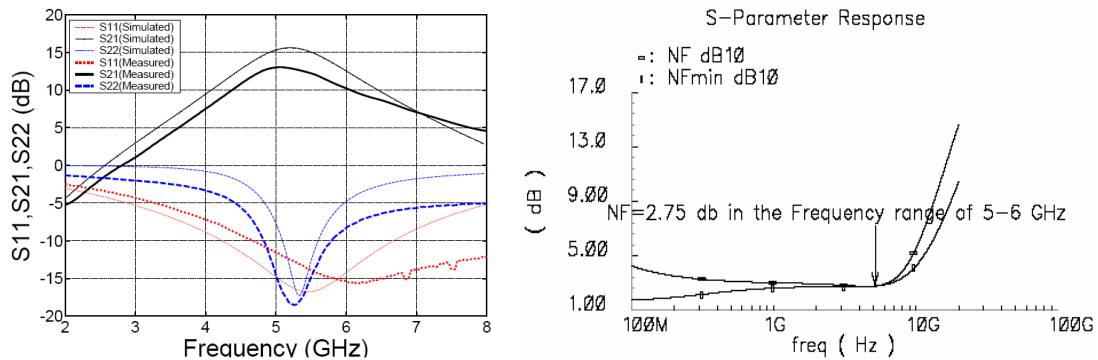 S11(Simulated)
S21(Simulated)
S22(Simulated)
S11(Measured)
S21(Measured)
S22(Measured)
20
15
10
5
0
-5
-10
-15
-20
2 3 4 5 6 7 8
S11,S21,S22 (dB)
Frequency (GHz)
S-Parameter Response
: NF dB10
: NFmin dB10
17.0
13.0
9.00
5.00
1.00
( dB )
NF=2.75 db in the Frequency range of 5-6 GHz
100M 1G 10G 100G
freq ( Hz )